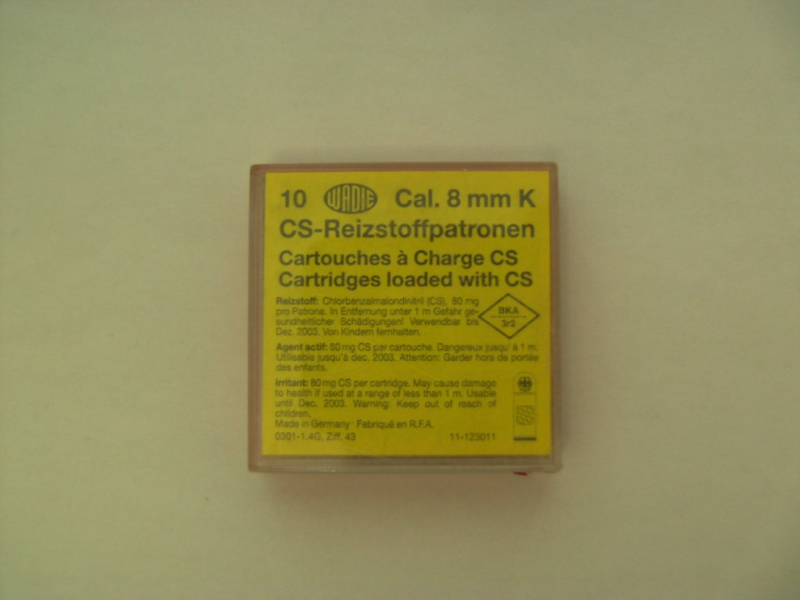 10 WADIE Cal. 8 mm K
CS-Reizstoffpatronen
Cartouches à Charge CS
Cartridges loaded with CS
Reizstoff: Chlorbenzalmalondinitril (CS), 80 mg
pro Patrone. In Entfernung unter 1 m Gefahr ge-
sundheitlicher Schädigungen! Verwendbar bis
Dez. 2003. Von Kindern fernhalten.
BKA
3r2
Agent actif: 80 mg CS par cartouche. Dangereux jusqu'à 1 m.
Utilisable jusqu'à dec. 2003. Attention: Garder hors de portée
des enfants.
Irritant: 80 mg CS per cartridge. May cause damage
to health if used at a range of less than 1 m. Usable
until Dec. 2003. Warning: Keep out of reach of
children.
Made in Germany · Fabriqué en R.F.A.
0301-1.4G, Ziff. 43 11-123011